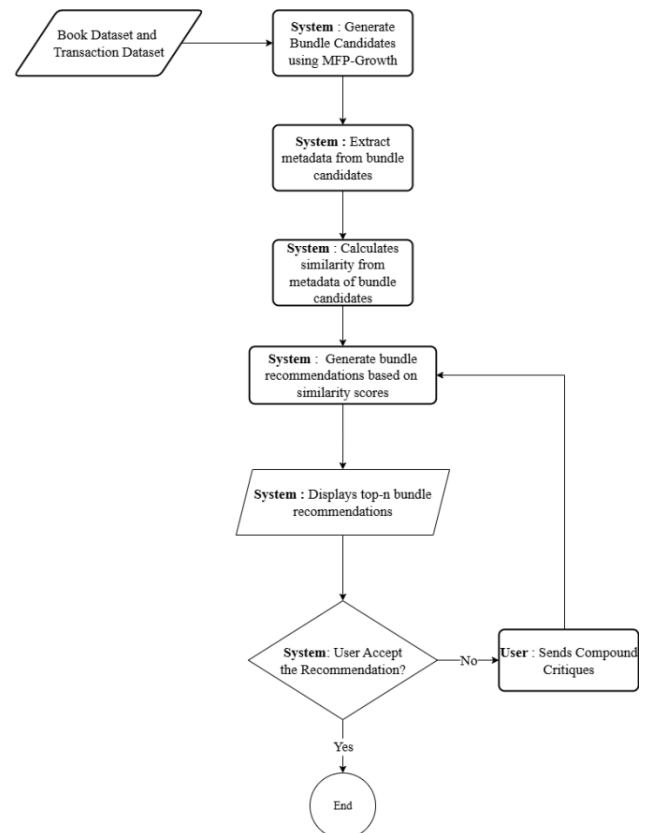 Book Dataset and
Transaction Dataset
System : Generate
Bundle Candidates
using MFP-Growth
System : Extract
metadata from bundle
candidates
System : Calculates
similarity from
metadata of bundle
candidates
System :  Generate bundle
recommendations based on
similarity scores
System : Displays top-n bundle
recommendations
System: User Accept
the Recommendation?
No
User : Sends Compound
Critiques
Yes
End